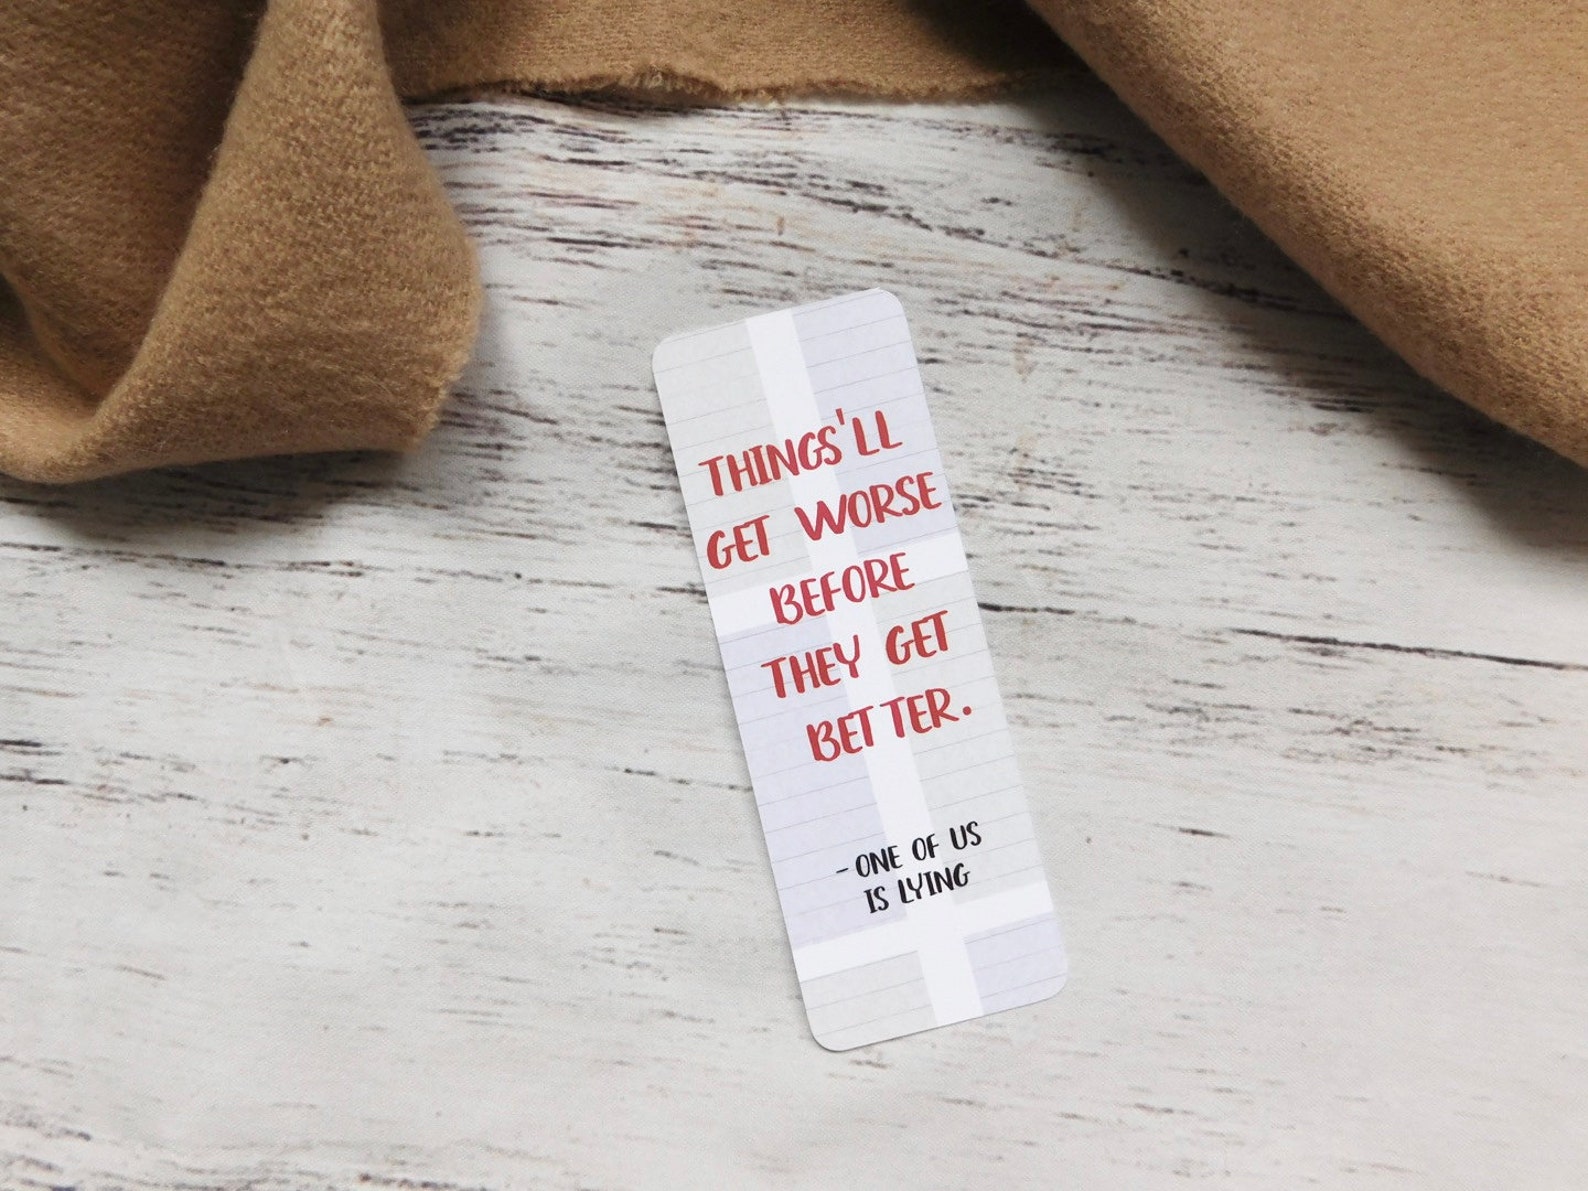 THINGS'LL
GET WORSE
BEFORE
THEY GET
BETTER.
- ONE OF US
IS LYING